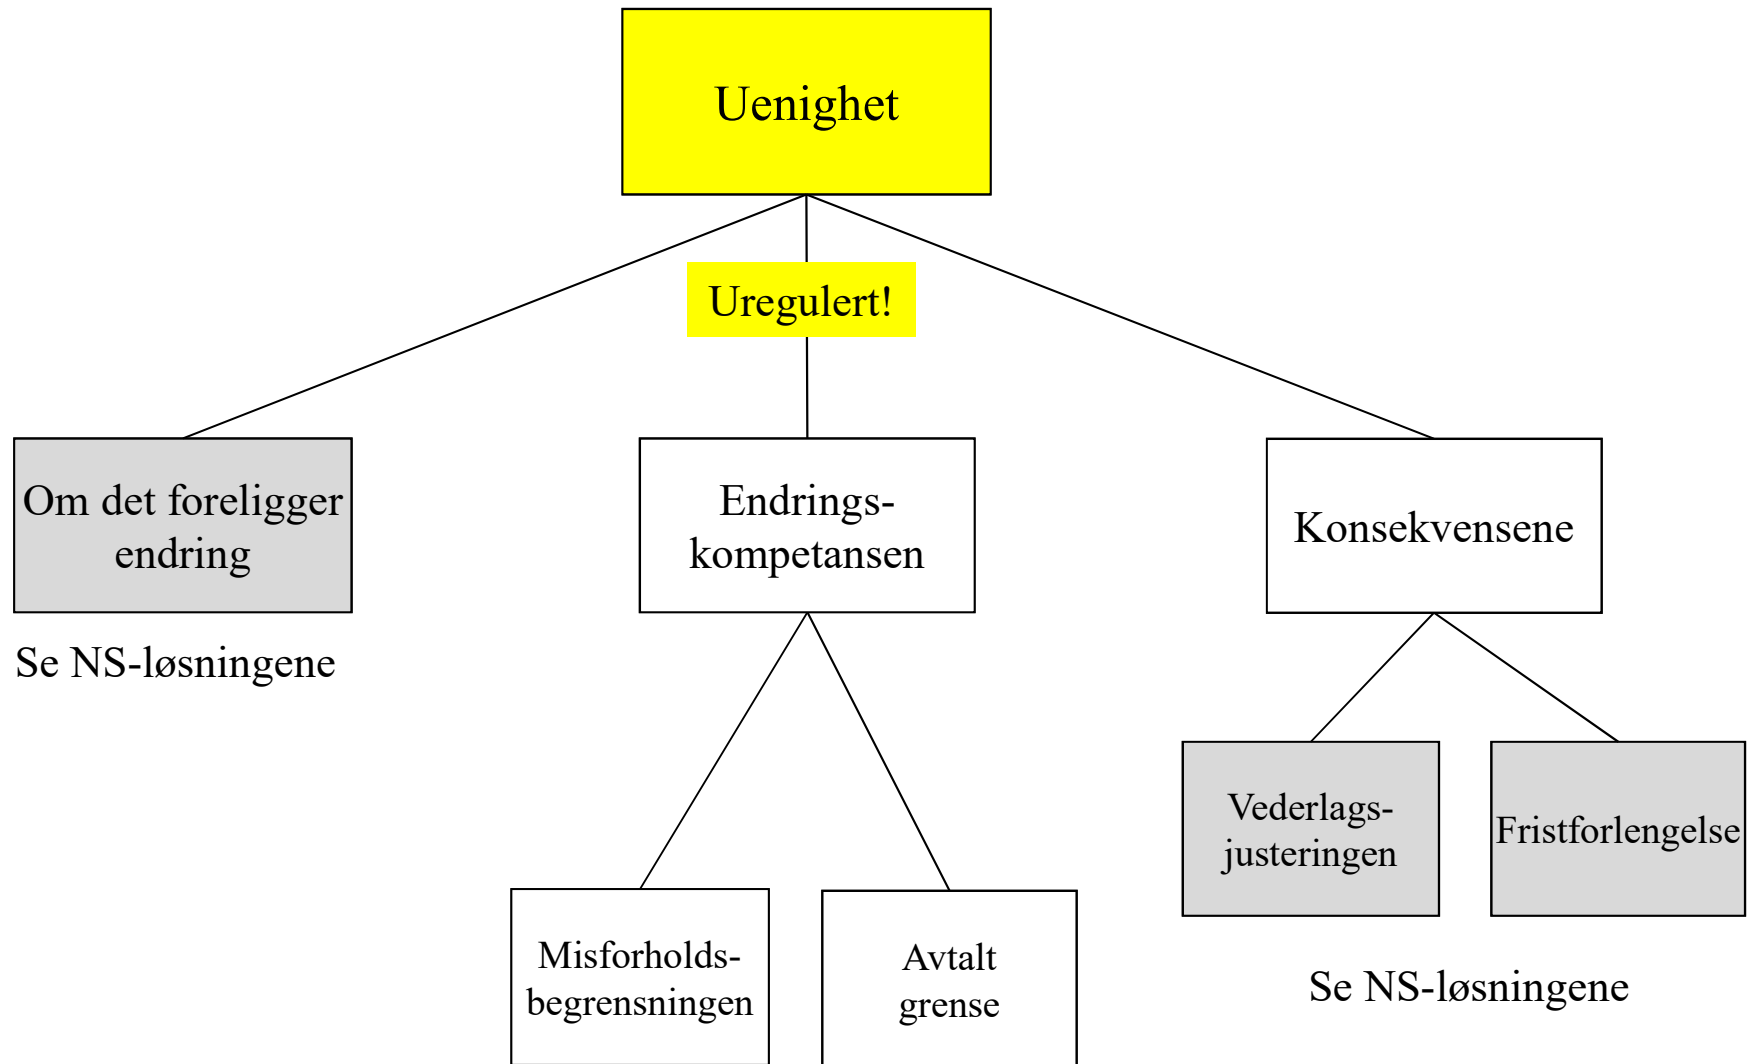 Uenighet
Uregulert!
Om det foreligger
endring
Se NS-løsningene
Endrings-
kompetansen
Konsekvensene
Misforholds-
begrensningen
Avtalt
grense
Vederlags-
justeringen
Fristforlengelse
Se NS-løsningene